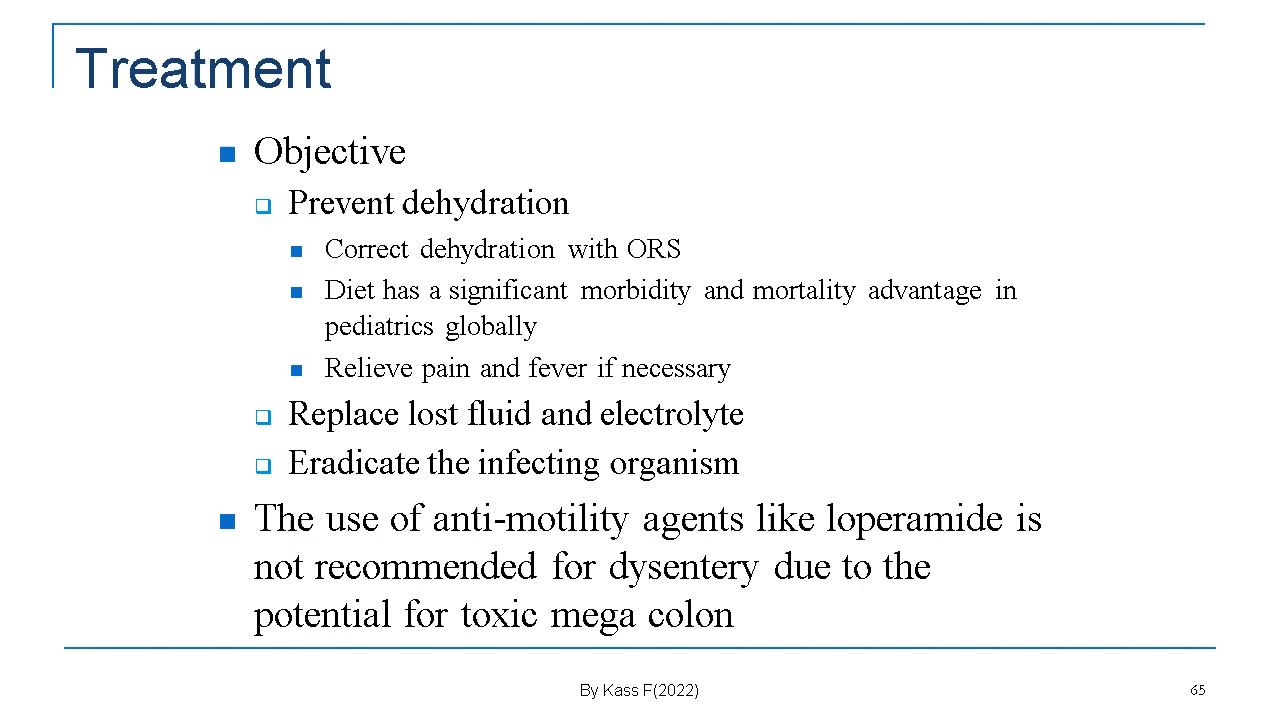 Treatment
Objective
Prevent dehydration
Correct dehydration with ORS
Diet has a significant morbidity and mortality advantage in
pediatrics globally
Relieve pain and fever if necessary
Replace lost fluid and electrolyte
Eradicate the infecting organism
The use of anti-motility agents like loperamide is
not recommended for dysentery due to the
potential for toxic mega colon
By Kass F(2022)
65